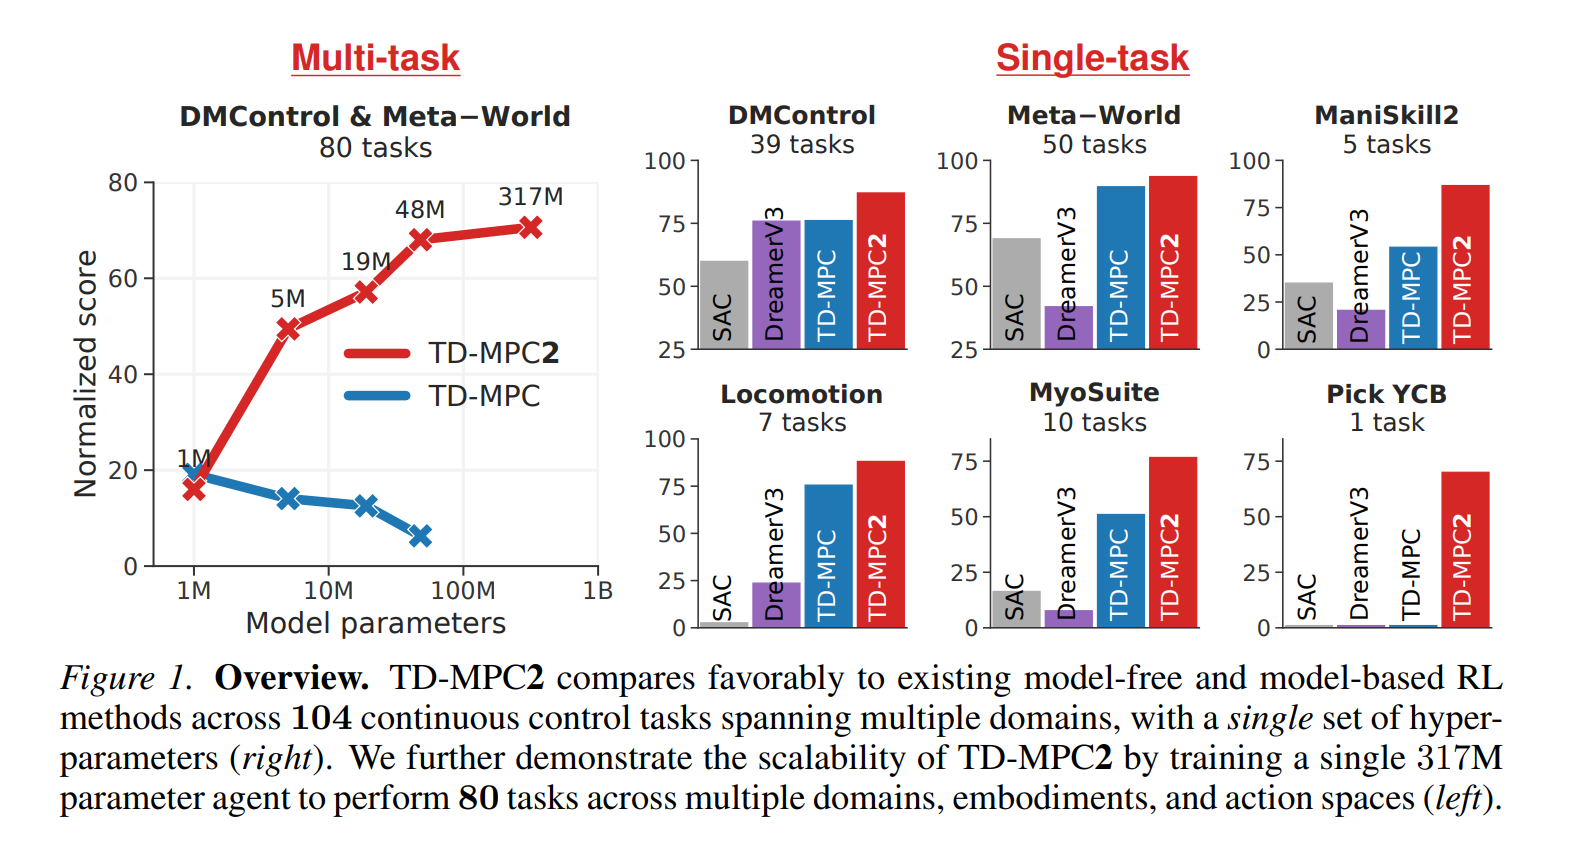 Multi-task
Single-task
DMControl & Meta−World
80 tasks
80
60
40
20
0
Normalized score
1M
5M
19M
48M
317M
TD-MPC2
TD-MPC
1M
10M
100M
1B
Model parameters
DMControl
39 tasks
100
75
50
25
SAC
DreamerV3
TD-MPC
TD-MPC2
Meta−World
50 tasks
100
75
50
25
SAC
DreamerV3
TD-MPC
TD-MPC2
ManiSkill2
5 tasks
100
75
50
25
0
SAC
DreamerV3
TD-MPC
TD-MPC2
Locomotion
7 tasks
100
75
50
25
0
SAC
DreamerV3
TD-MPC
TD-MPC2
MyoSuite
10 tasks
75
50
25
0
SAC
DreamerV3
TD-MPC
TD-MPC2
Pick YCB
1 task
75
50
25
0
SAC
DreamerV3
TD-MPC
TD-MPC2
Figure 1. Overview. TD-MPC2 compares favorably to existing model-free and model-based RL
methods across 104 continuous control tasks spanning multiple domains, with a single set of hyper-
parameters (right). We further demonstrate the scalability of TD-MPC2 by training a single 317M
parameter agent to perform 80 tasks across multiple domains, embodiments, and action spaces (left).